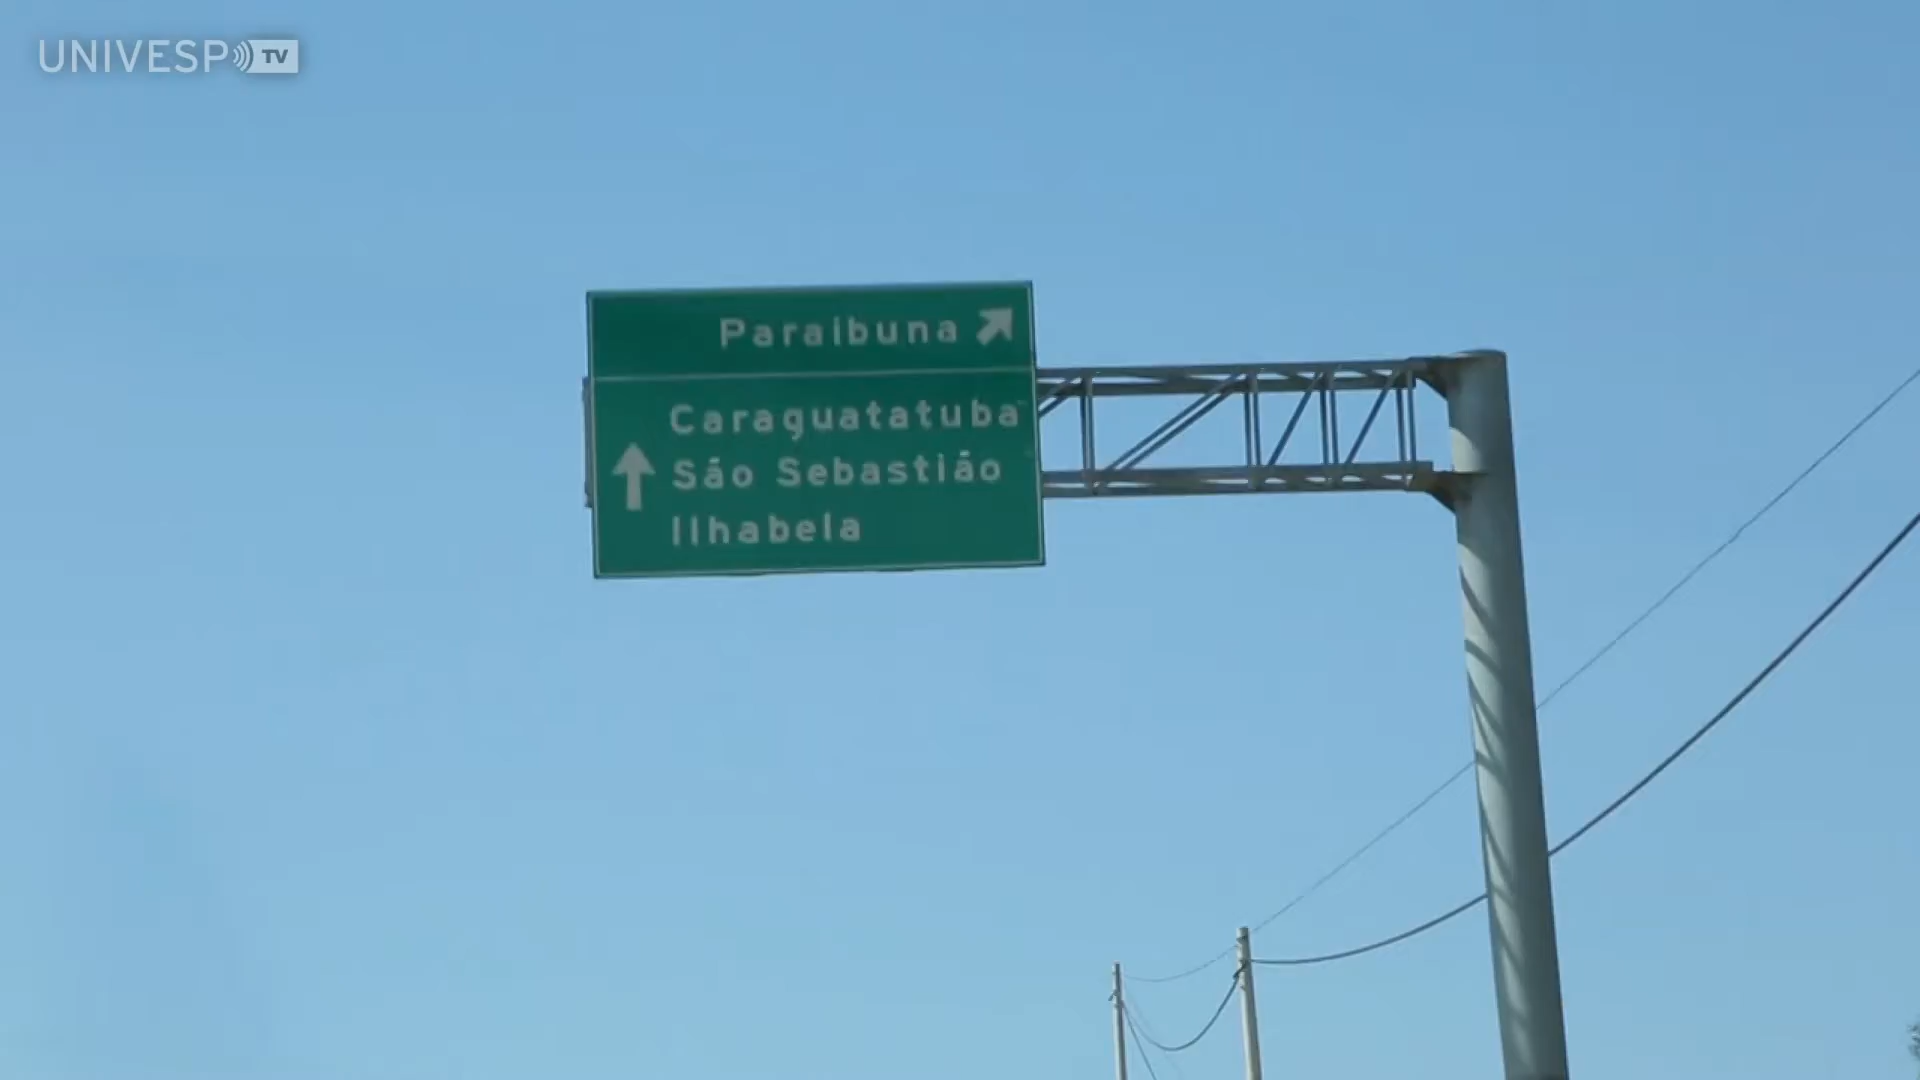 UNIVESP TV
Paraibuna
Caraguatatuba
São Sebastião
Ilhabela